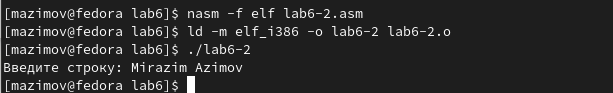 [mazimov@fedora lab6]$ nasm -f elf lab6-2.asm
[mazimov@fedora lab6]$ ld -m elf_i386 -o lab6-2 lab6-2.o
[mazimov@fedora lab6]$ ./lab6-2
Введите строку: Mirazim Azimov
[mazimov@fedora lab6]$